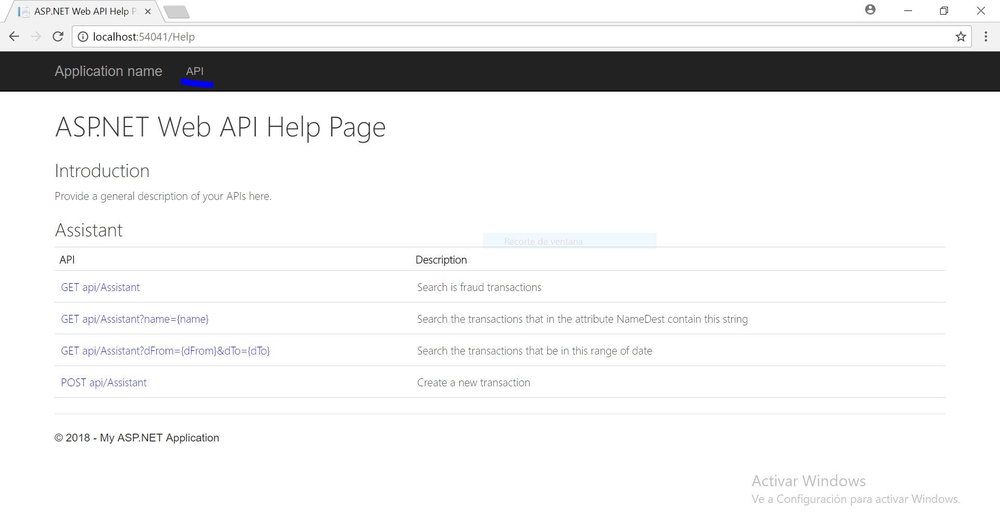 ASP.NET Web API Help P
localhost:54041/Help
Application name API
ASP.NET Web API Help Page
Introduction
Provide a general description of your APIs here.
Assistant
Recorte de ventana
API Description
GET api/Assistant Search is fraud transactions
GET api/Assistant?name={name} Search the transactions that in the attribute NameDest contain this string
GET api/Assistant?dFrom={dFrom}&dTo={dTo} Search the transactions that be in this range of date
POST api/Assistant Create a new transaction
© 2018 - My ASP.NET Application
Activar Windows
Ve a Configuración para activar Windows.